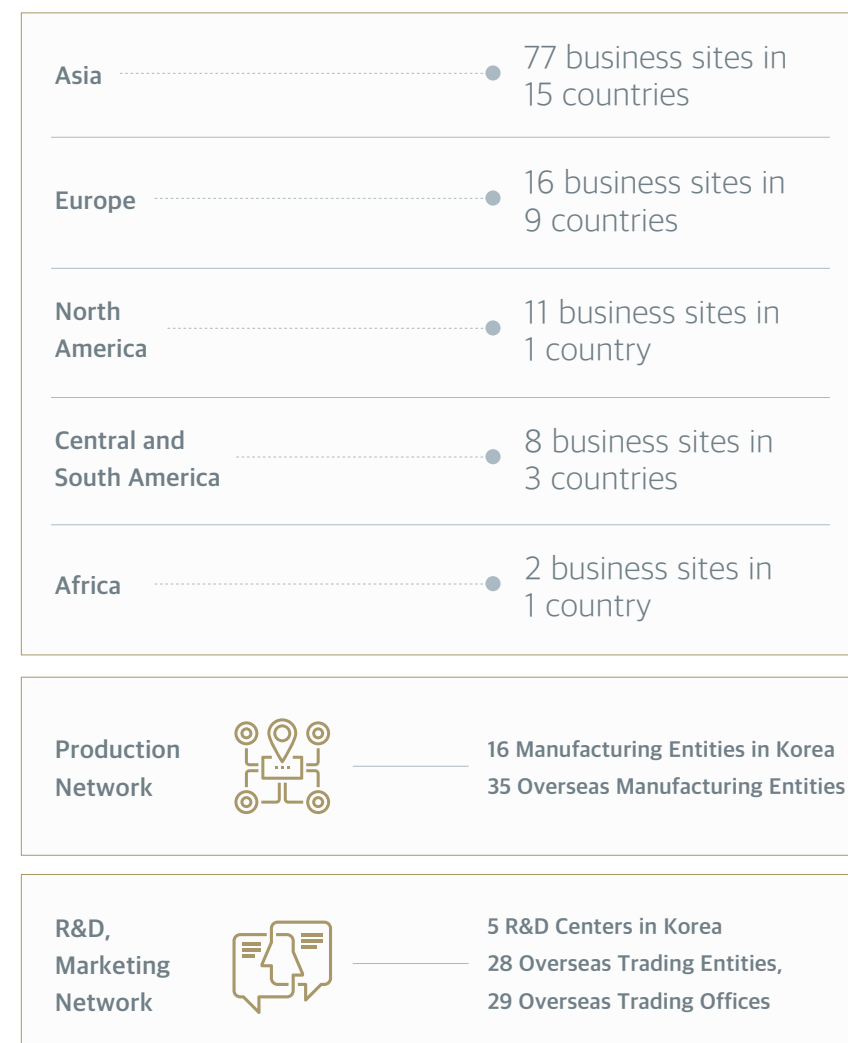 Asia
77 business sites in
15 countries
Europe
16 business sites in
9 countries
North
America
11 business sites in
1 country
Central and
South America
8 business sites in
3 countries
Africa
2 business sites in
1 country
Production
Network
16 Manufacturing Entities in Korea
35 Overseas Manufacturing Entities
R&D,
Marketing
Network
5 R&D Centers in Korea
28 Overseas Trading Entities,
29 Overseas Trading Offices